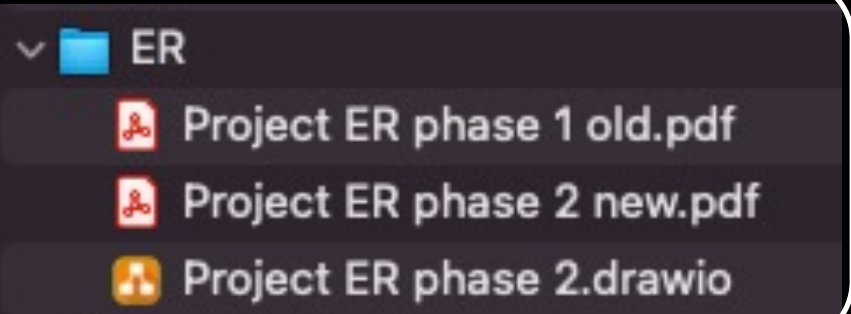 ER
Project ER phase 1 old.pdf
Project ER phase 2 new.pdf
Project ER phase 2.drawio